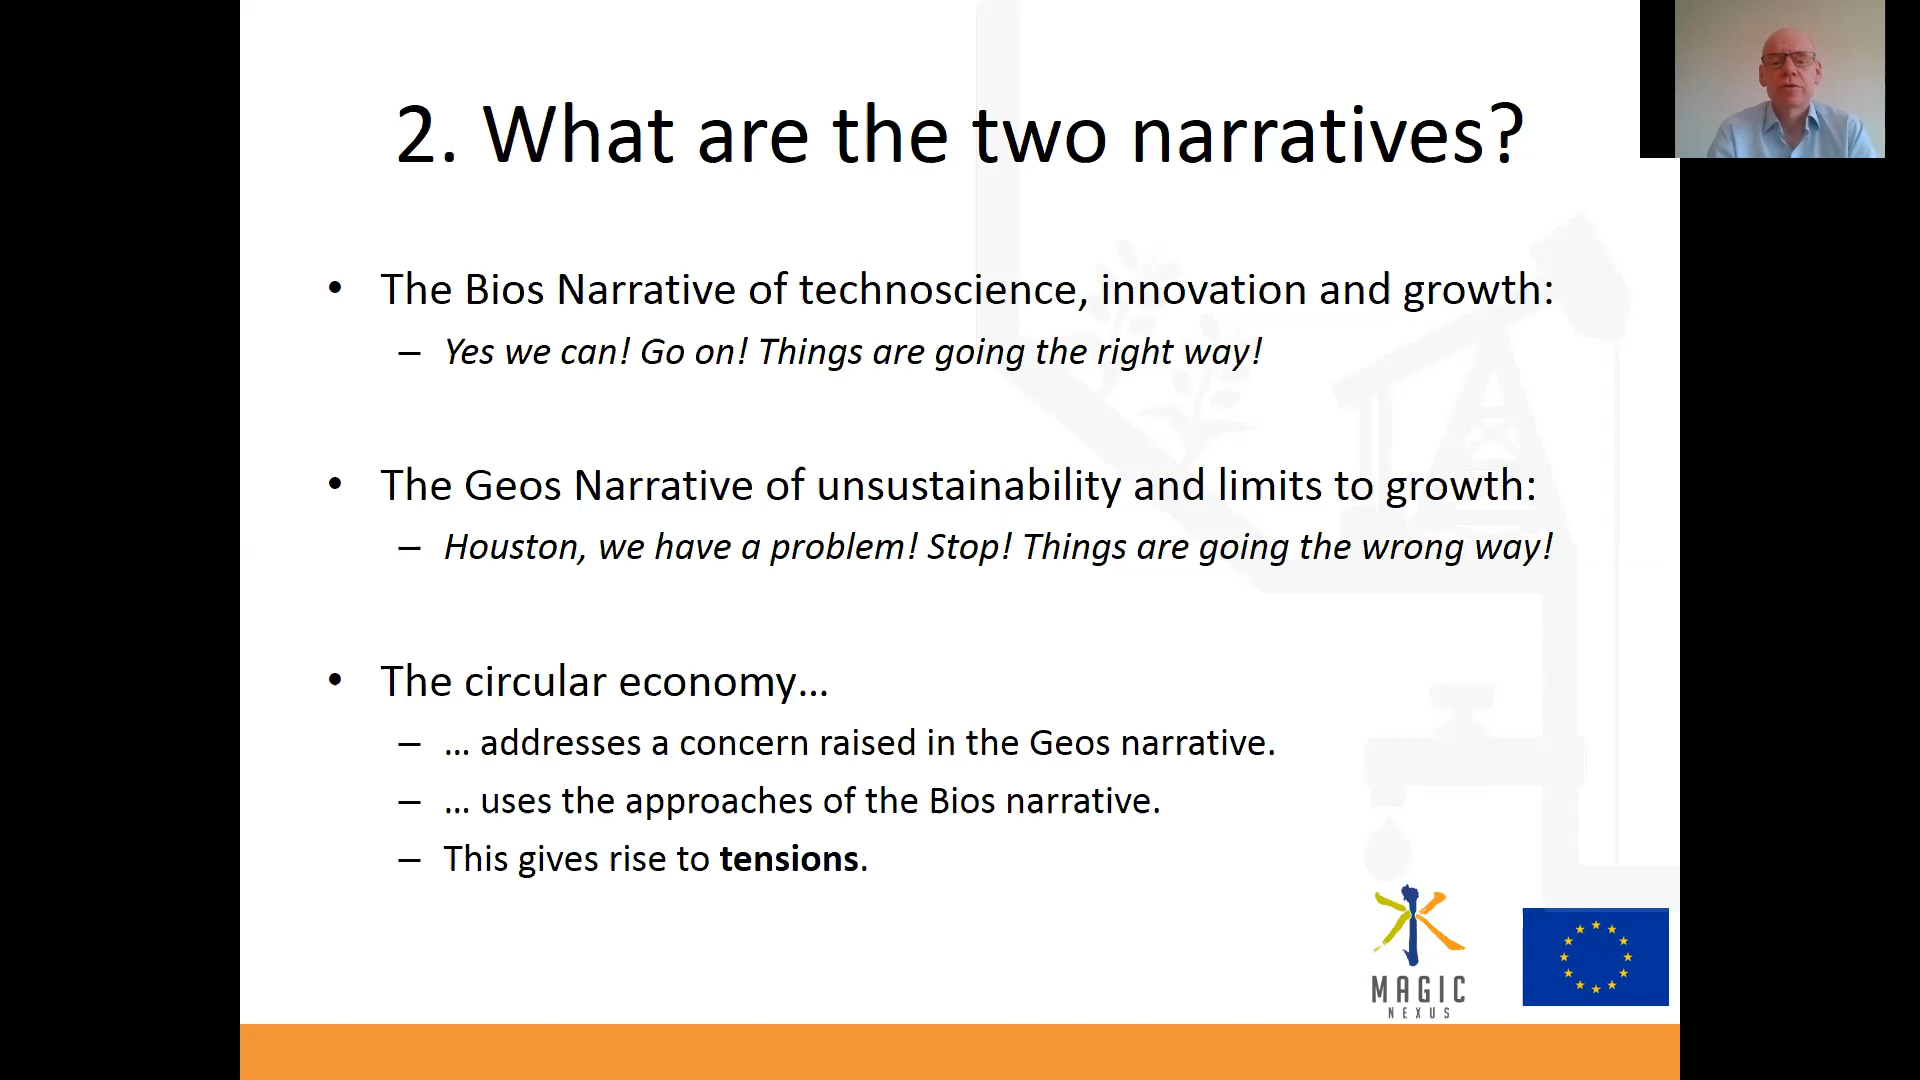 2. What are the two narratives?
• The Bios Narrative of technoscience, innovation and growth:
– Yes we can! Go on! Things are going the right way!
• The Geos Narrative of unsustainability and limits to growth:
– Houston, we have a problem! Stop! Things are going the wrong way!
• The circular economy…
– … addresses a concern raised in the Geos narrative.
– … uses the approaches of the Bios narrative.
– This gives rise to tensions.
水
MAGIC
NEXUS